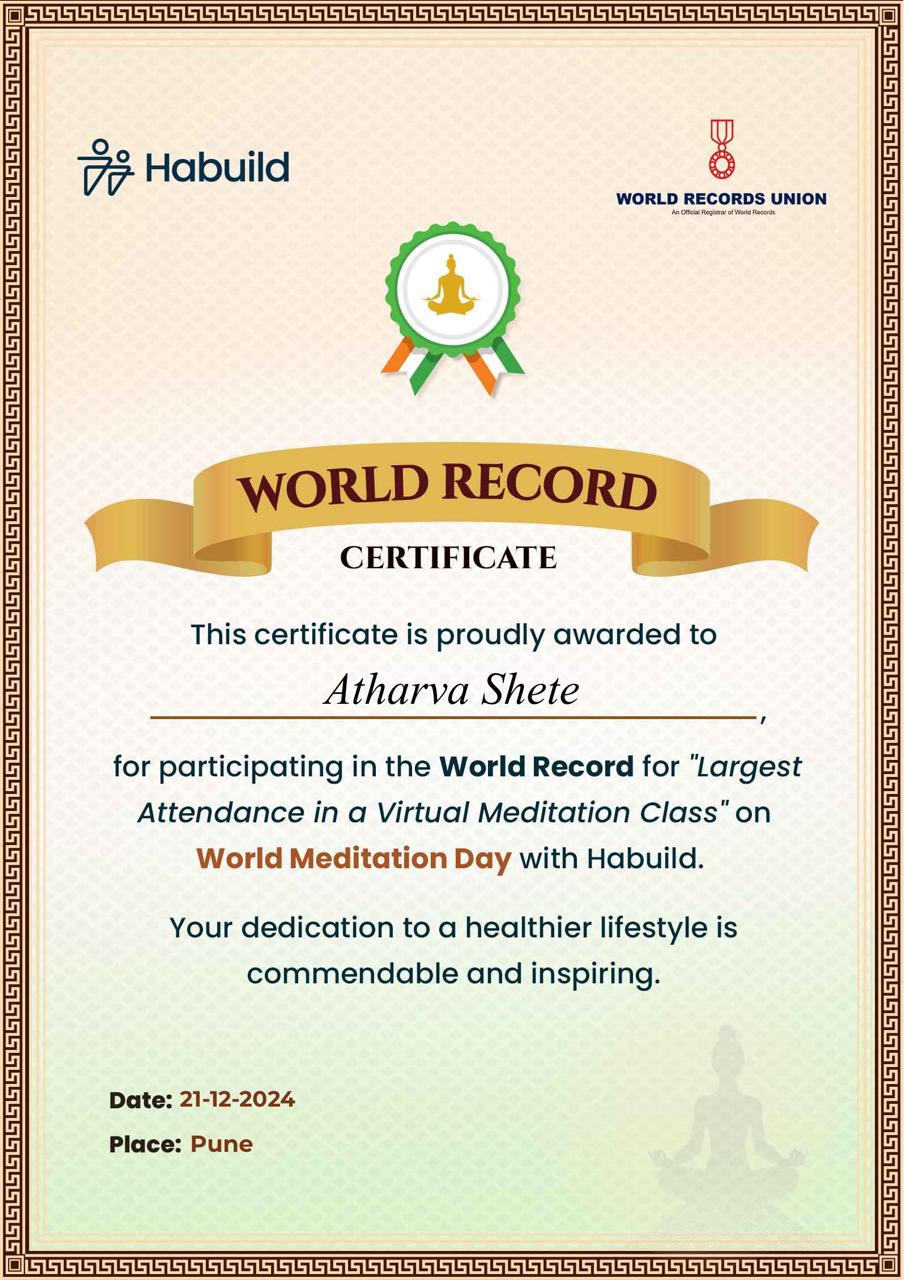 Habuild
WORLD RECORDS UNION
An Official Registrar of World Records
WORLD RECORD
CERTIFICATE
This certificate is proudly awarded to
Atharva Shete
,
for participating in the World Record for "Largest
Attendance in a Virtual Meditation Class" on
World Meditation Day with Habuild.
Your dedication to a healthier lifestyle is
commendable and inspiring.
Date: 21-12-2024
Place: Pune